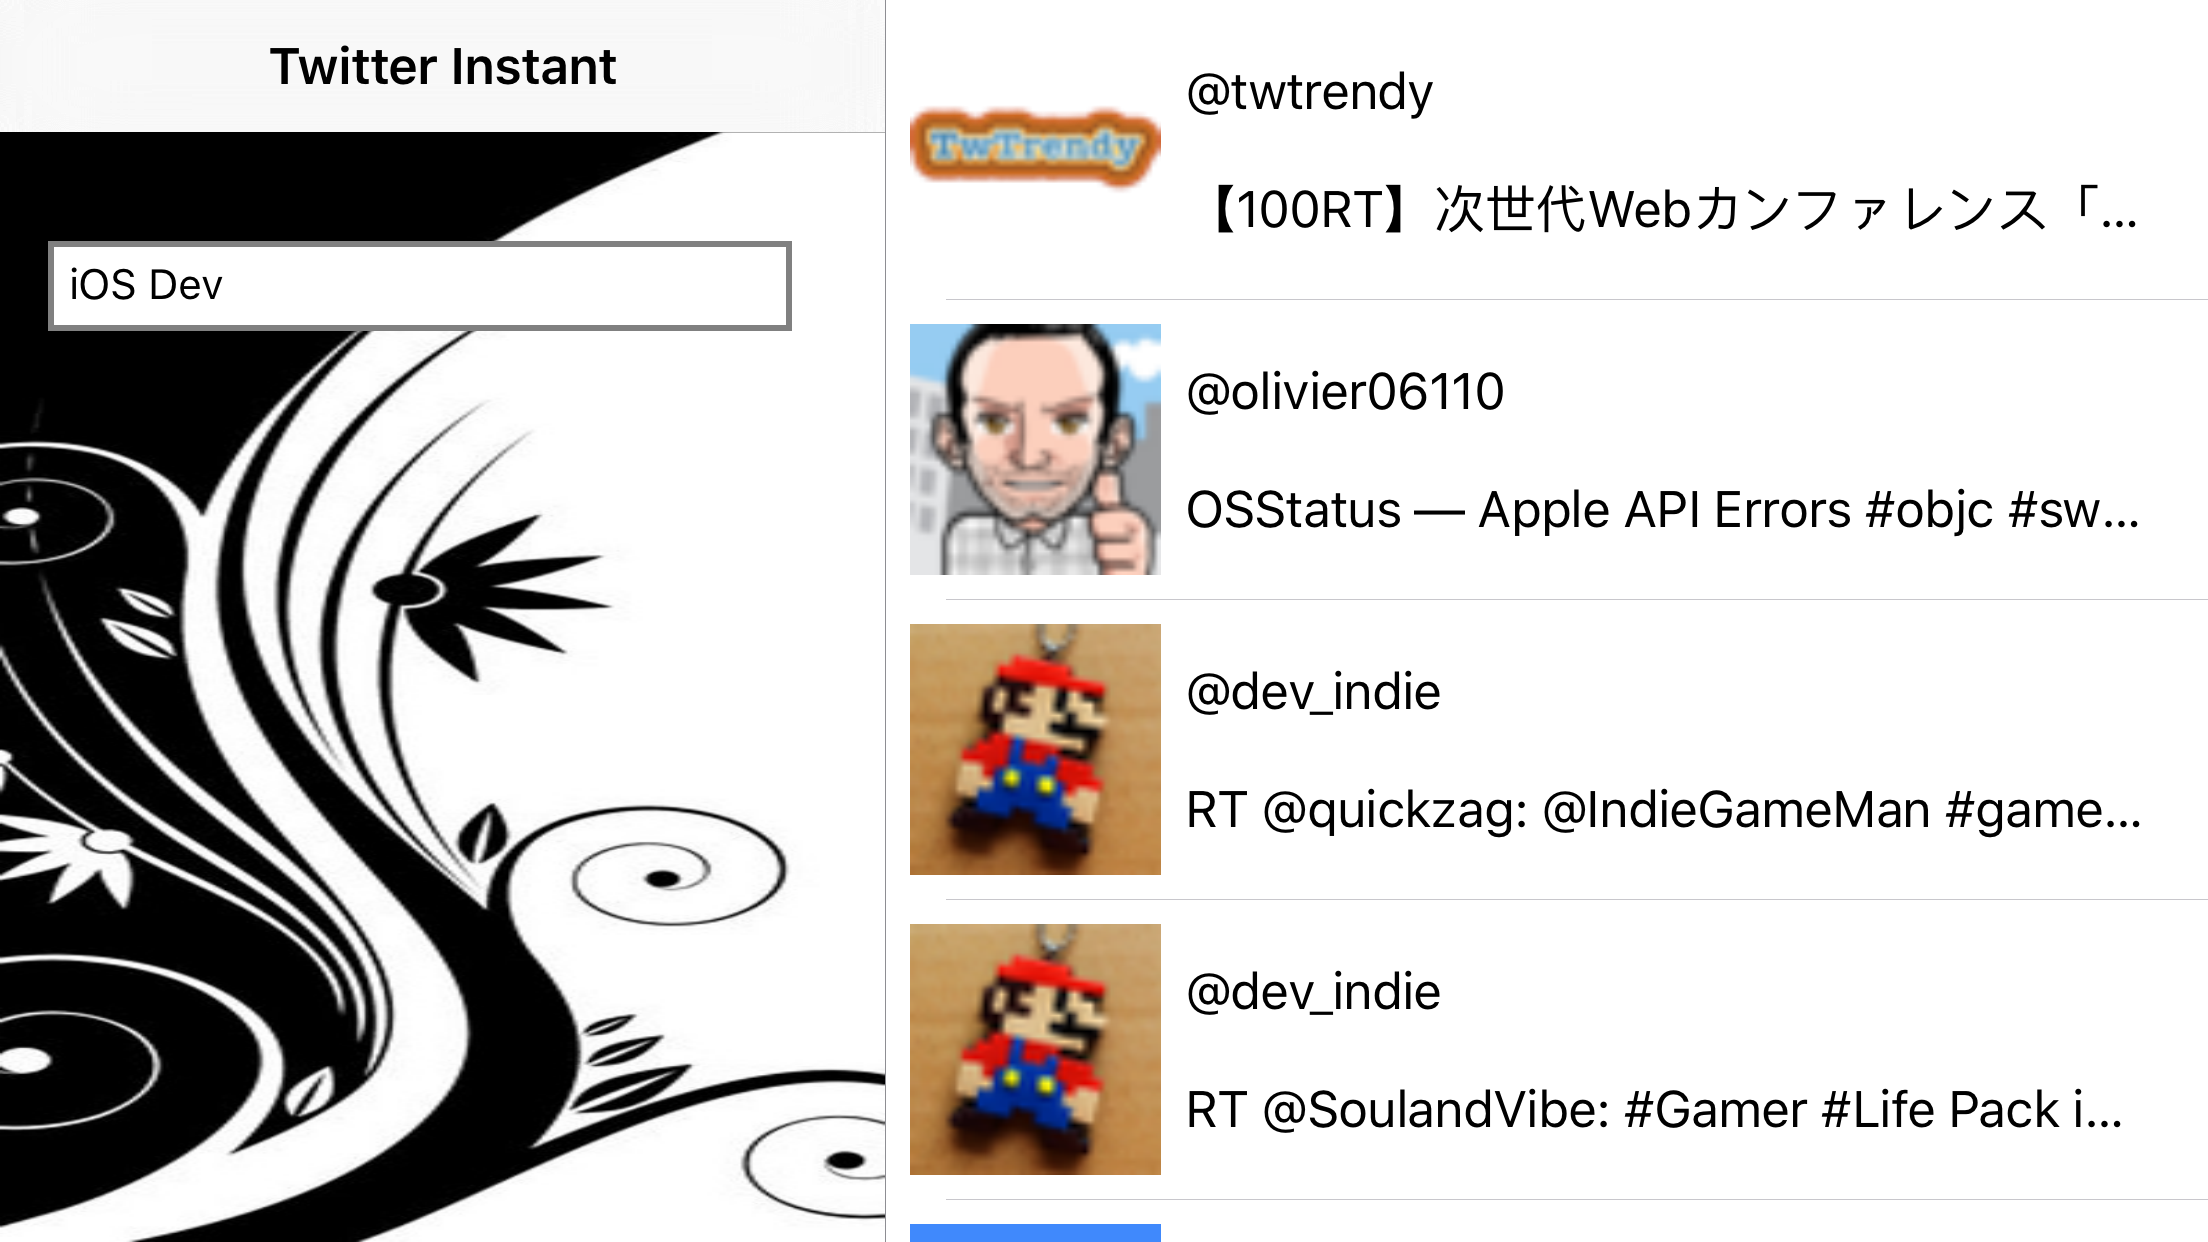 Twitter Instant
iOS Dev
TwTrendy
@twtrendy
【100RT】次世代Webカンファレンス「...
@olivier06110
OSStatus — Apple API Errors #objc #sw...
@dev_indie
RT @quickzag: @IndieGameMan #game...
@dev_indie
RT @SoulandVibe: #Gamer #Life Pack i...